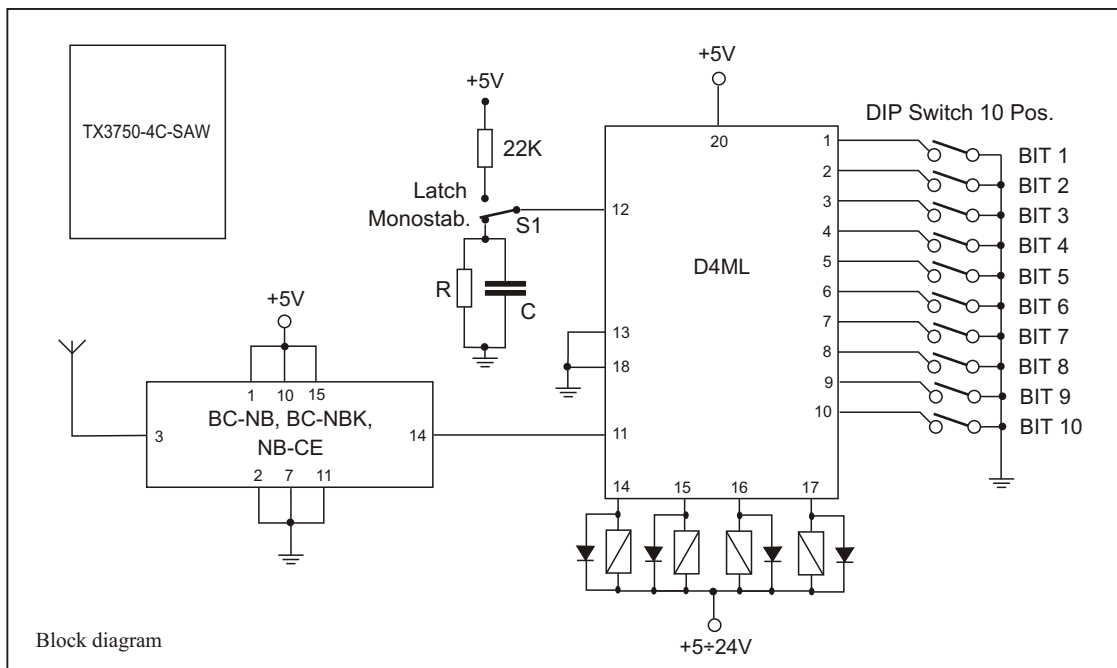 TX3750-4C-SAW
+5V
22K
Latch
Monostab.
S1
R
C
+5V
20
12
13
18
11
D4ML
14
15
16
17
1
2
3
4
5
6
7
8
9
10
DIP Switch 10 Pos.
BIT 1
BIT 2
BIT 3
BIT 4
BIT 5
BIT 6
BIT 7
BIT 8
BIT 9
BIT 10
+5V
1 10 15
BC-NB, BC-NBK,
NB-CE
3
14
2 7 11
+5÷24V
Block diagram